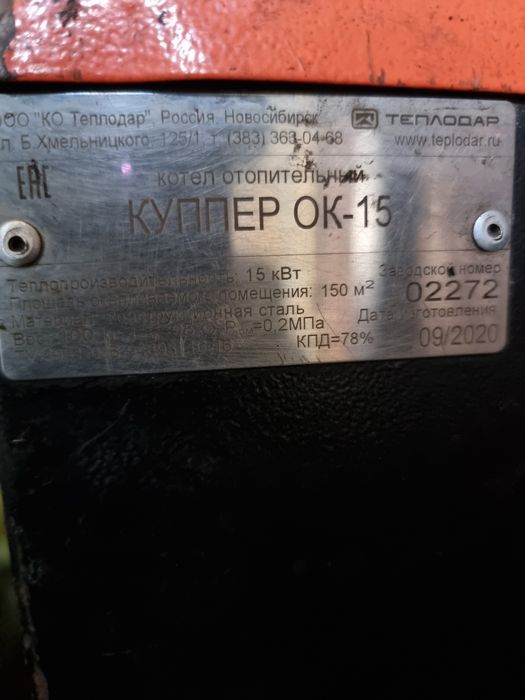 ООО "КО Теплодар", Россия, Новосибирск
ул. Б.Хмельницкого, 125/1, т. (383) 363-04-68
ТЕПЛОДАР
www.teplodar.ru
EAC
котел отопительный
КУППЕР ОК-15
Теплопроизводительность: 15 кВт
Площадь отапливаемого помещения: 150 м²
конструкционная сталь
=0,2МПа
КПД=78%
Заводской номер
02272
Дата изготовления
09/2020